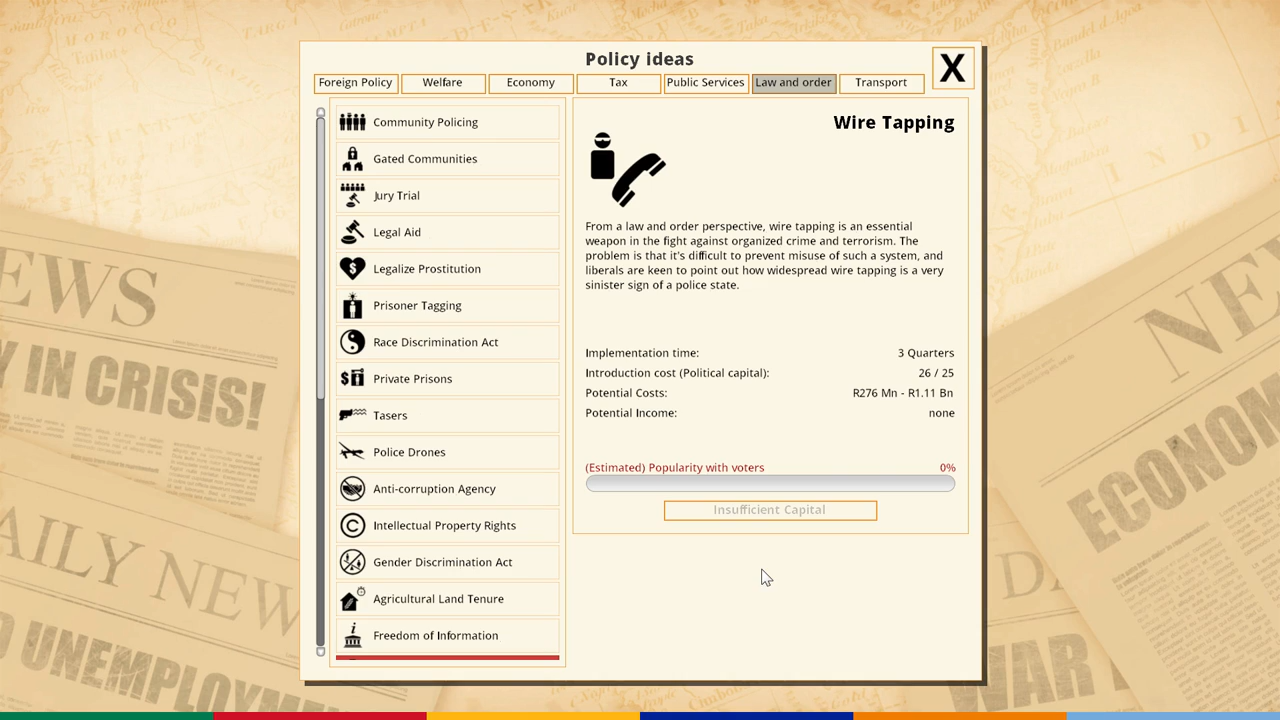 Policy ideas
X
Foreign Policy
Welfare
Economy
Tax
Public Services
Law and order
Transport
Community Policing
Gated Communities
Jury Trial
Legal Aid
Legalize Prostitution
Prisoner Tagging
Race Discrimination Act
Private Prisons
Tasers
Police Drones
Anti-corruption Agency
Intellectual Property Rights
Gender Discrimination Act
Agricultural Land Tenure
Freedom of Information
Wire Tapping
From a law and order perspective, wire tapping is an essential
weapon in the fight against organized crime and terrorism. The
problem is that it's difficult to prevent misuse of such a system, and
liberals are keen to point out how widespread wire tapping is a very
sinister sign of a police state.
Implementation time: 3 Quarters
Introduction cost (Political capital): 26 / 25
Potential Costs: R276 Mn - R1.11 Bn
Potential Income: none
(Estimated) Popularity with voters 0%
Insufficient Capital
EWS
Y IN CRISIS!
AILY NEW
UNEMPLOYM
NE
ECONOM
DA
WAR